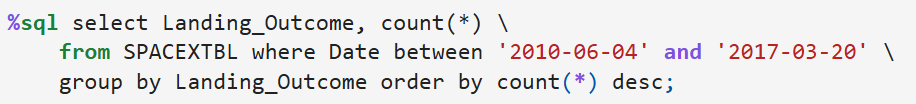 %sql select Landing_Outcome, count(*) \
from SPACEXTBL where Date between '2010-06-04' and '2017-03-20' \
group by Landing_Outcome order by count(*) desc;